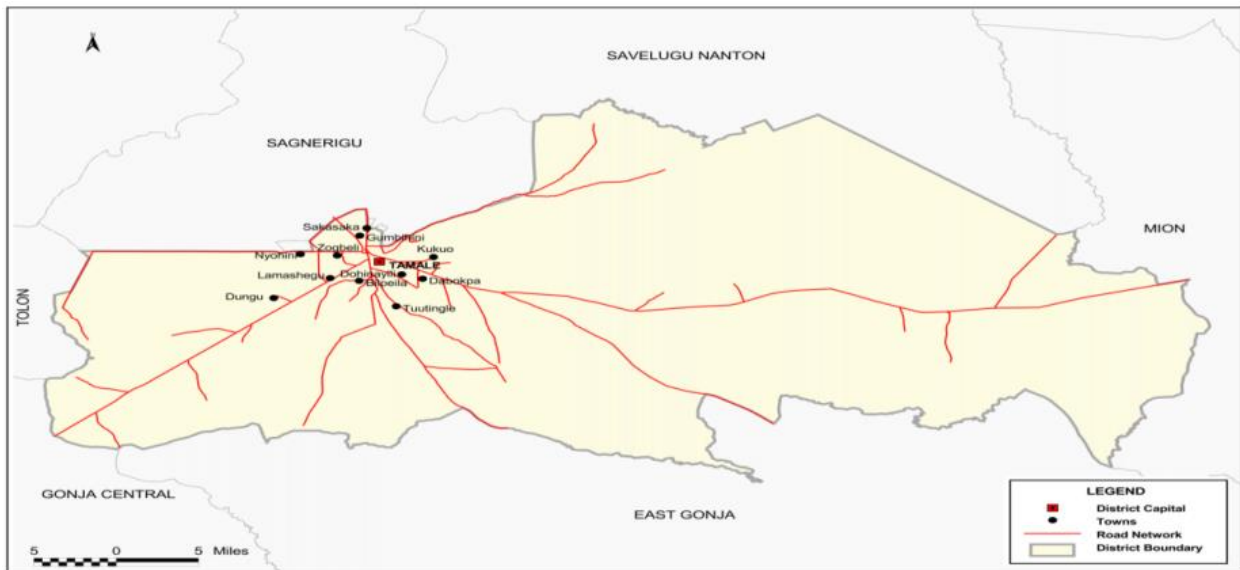 SAVELUGU NANTON
SAGNERIGU
MION
Sakasaka
Gumbihini
Zogbeli
Kukuo
Nyohini
TAMALE
Lamashegu
Dohinayili
Bilpeila
Dabokpa
Dungu
Tuutingle
TOLON
GONJA CENTRAL
EAST GONJA
5 0 5 Miles
LEGEND
District Capital
Towns
Road Network
District Boundary